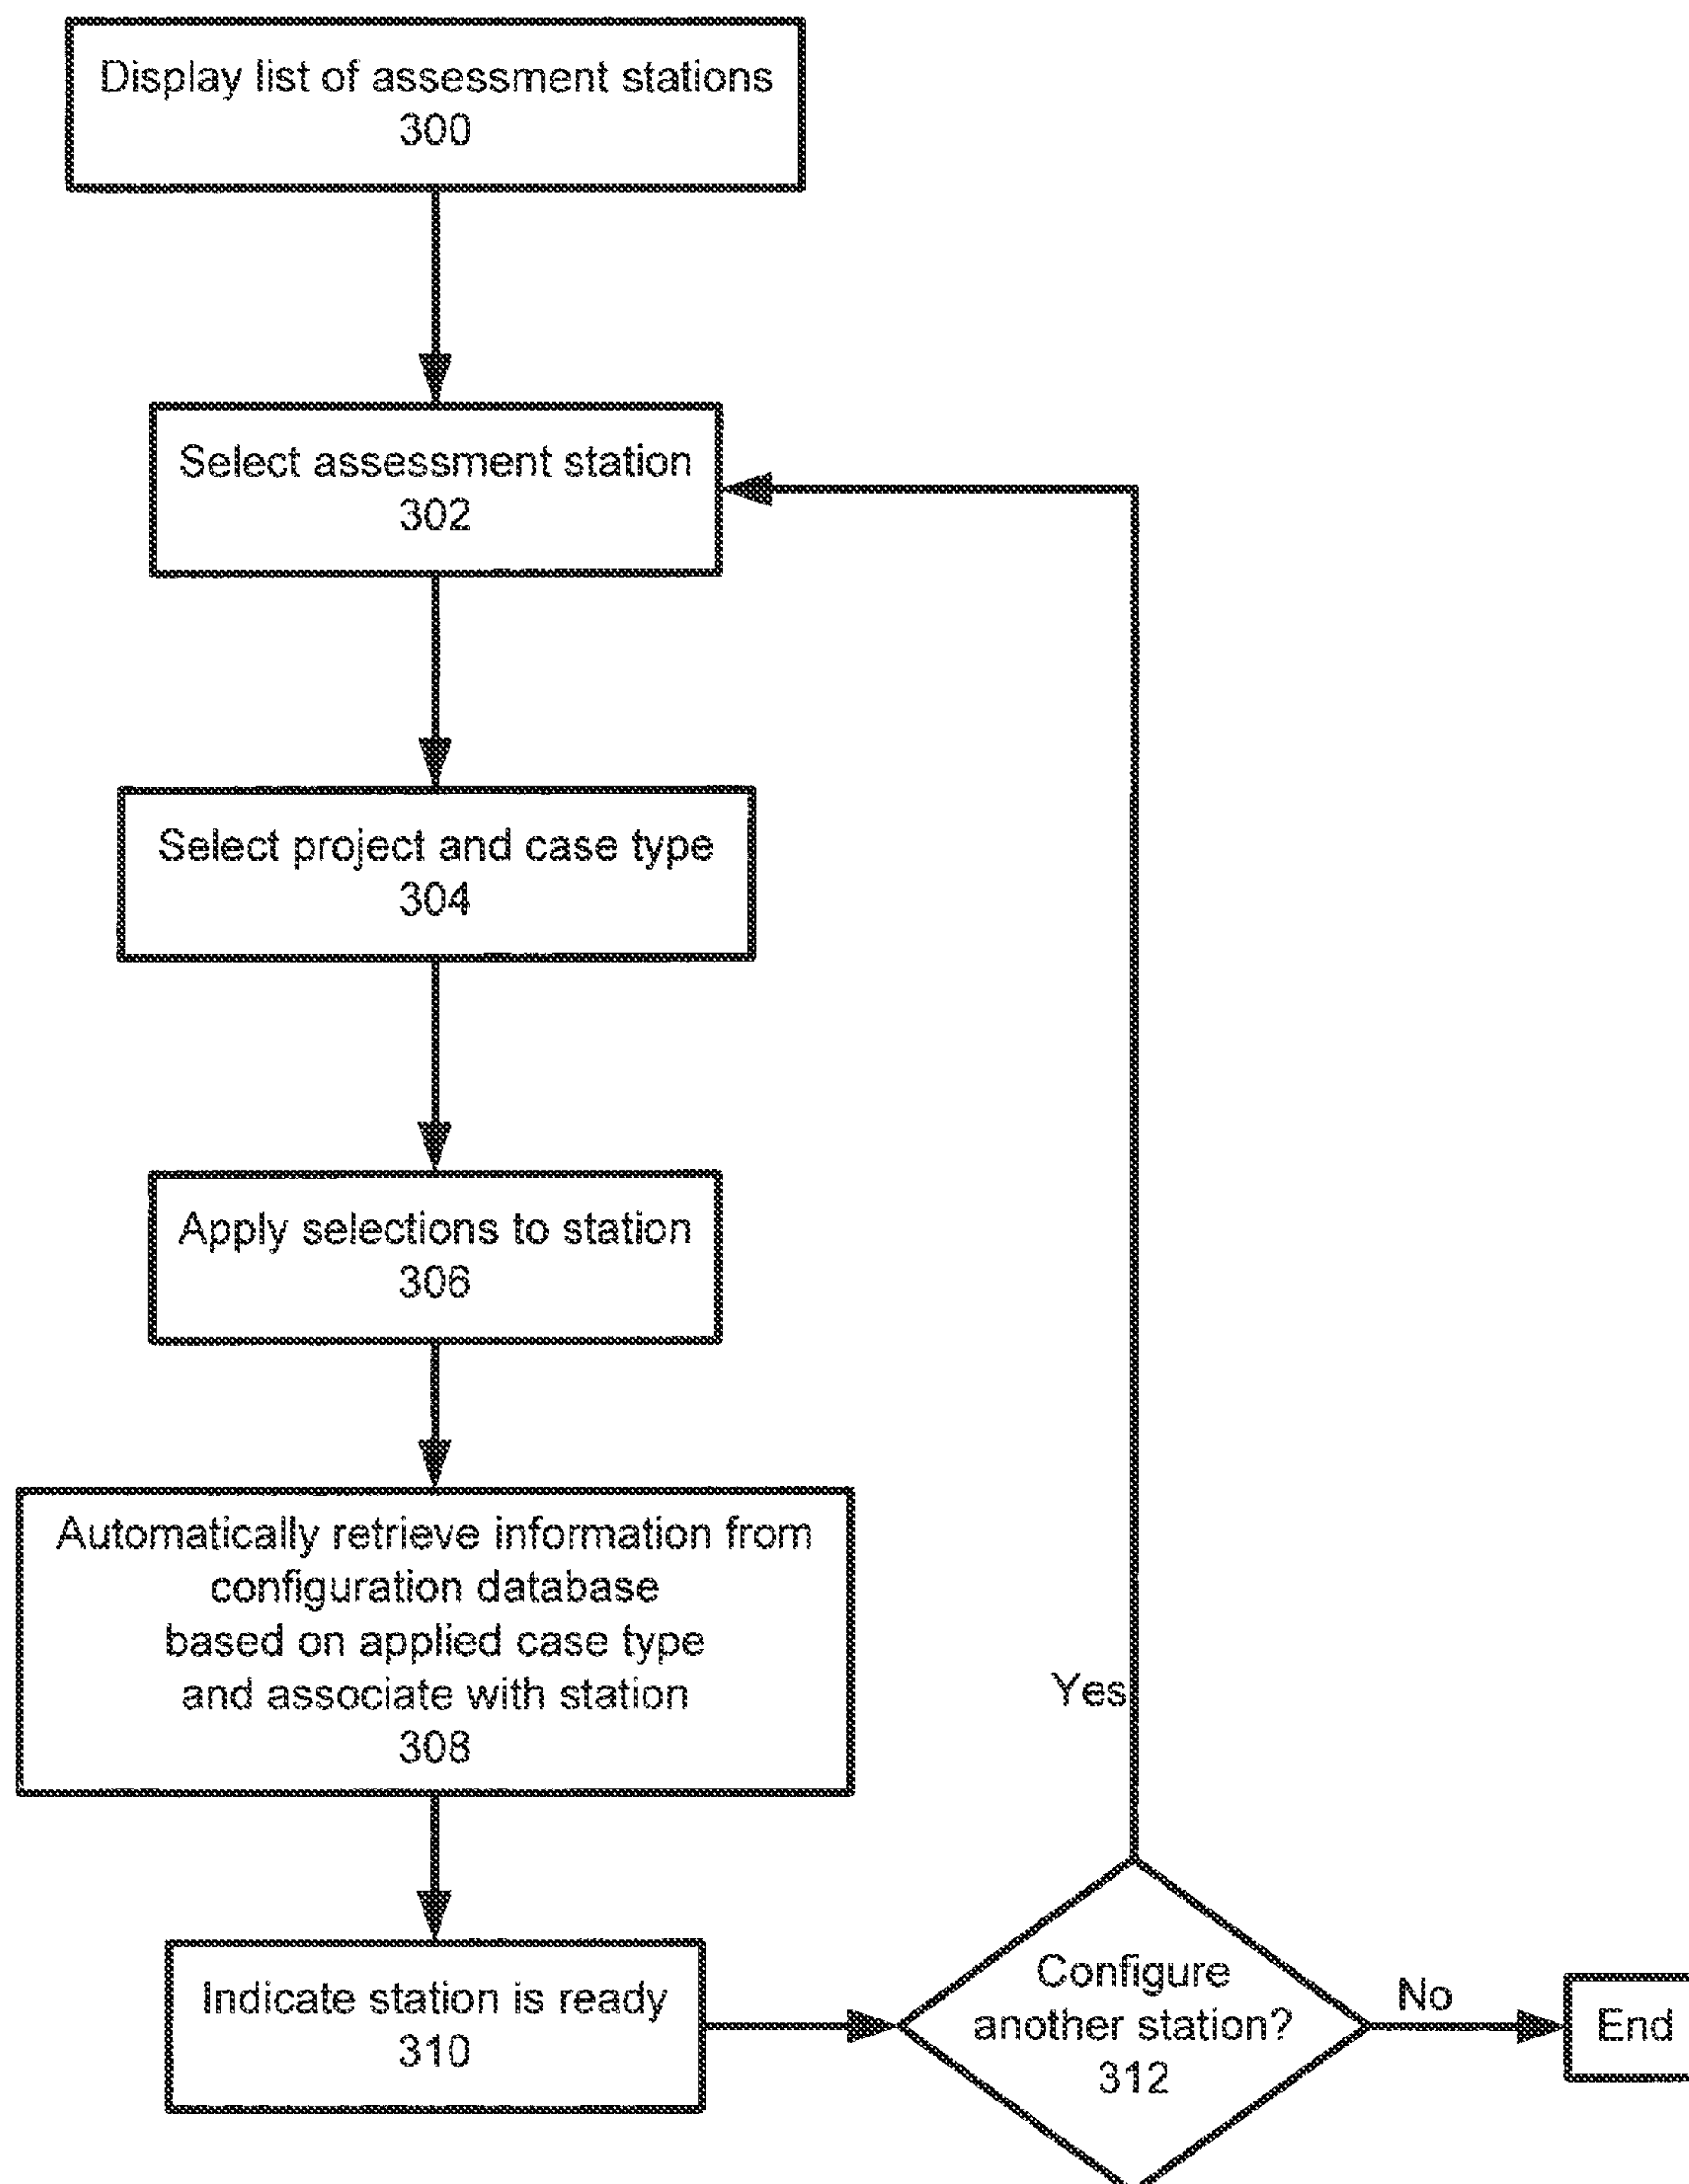 Display list of assessment stations
300
Select assessment station
302
Select project and case type
304
Apply selections to station
306
Automatically retrieve information from
configuration database
based on applied case type
and associate with station
308
Yes
Indicate station is ready
310
Configure
another station?
312
No
End